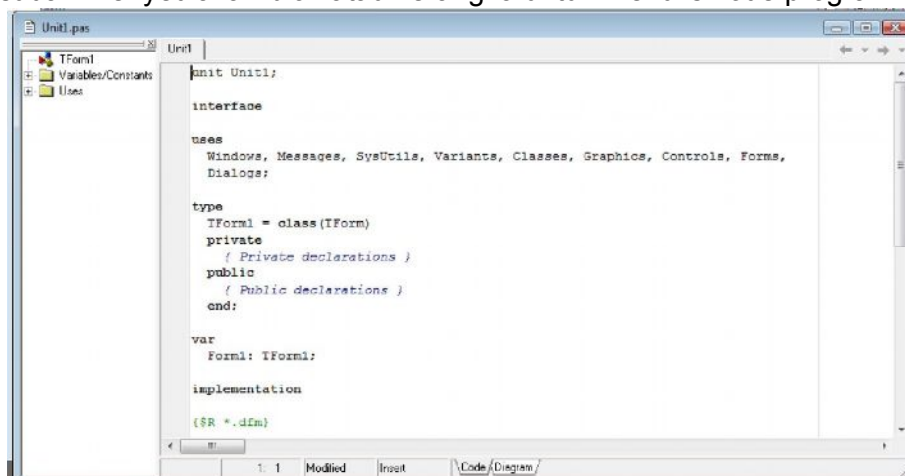 Unit1.pas
Unit1
TForm1
Variables/Constants
Uses
unit Unit1;
interface
uses
Windows, Messages, SysUtils, Variants, Classes, Graphics, Controls, Forms,
Dialogs;
type
TForm1 = class(TForm)
private
{ Private declarations }
public
{ Public declarations }
end;
var
Form1: TForm1;
implementation
{$R *.dfm}
1: 1 Modified Insert Code Diagram